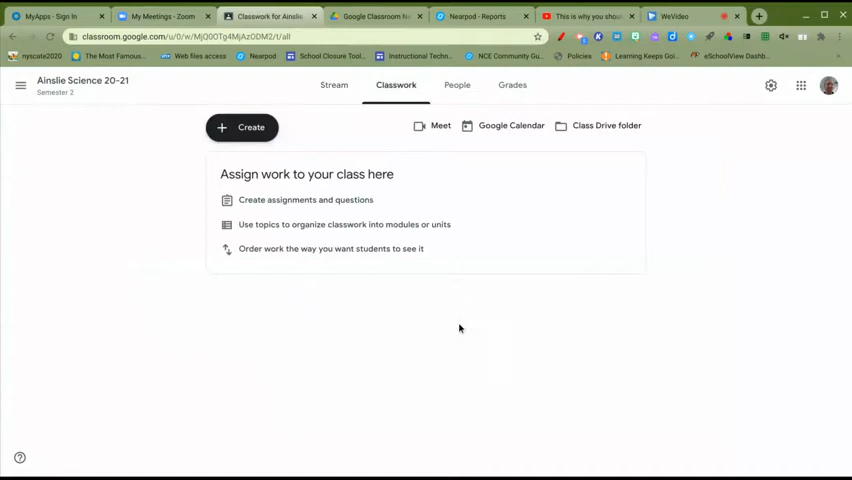 MyApps - Sign In
My Meetings - Zoom
Classwork for Ainslie
Google Classroom Ne
Nearpod - Reports
This is why you shou
WeVideo
classroom.google.com/u/0/w/MjQ0OTg4MjAzODM2/t/all
nyscate2020
The Most Famous...
Web files access
Nearpod
School Closure Tool...
Instructional Techn...
NCE Community Gu...
Policies
Learning Keeps Goi...
eSchoolView Dashb...
Ainslie Science 20-21
Semester 2
Stream
Classwork
People
Grades
Create
Meet
Google Calendar
Class Drive folder
Assign work to your class here
Create assignments and questions
Use topics to organize classwork into modules or units
Order work the way you want students to see it